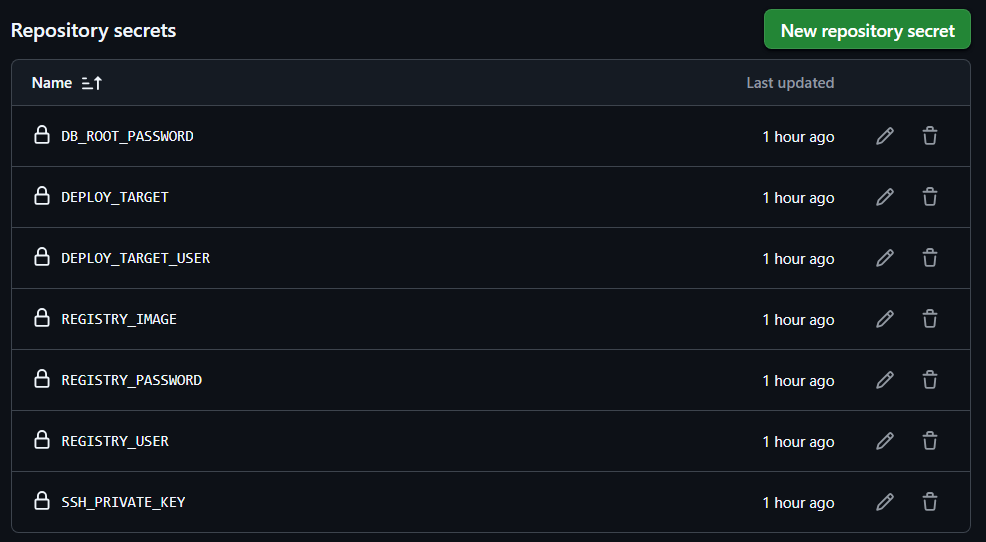 Repository secrets
New repository secret
Name Last updated
DB_ROOT_PASSWORD 1 hour ago
DEPLOY_TARGET 1 hour ago
DEPLOY_TARGET_USER 1 hour ago
REGISTRY_IMAGE 1 hour ago
REGISTRY_PASSWORD 1 hour ago
REGISTRY_USER 1 hour ago
SSH_PRIVATE_KEY 1 hour ago